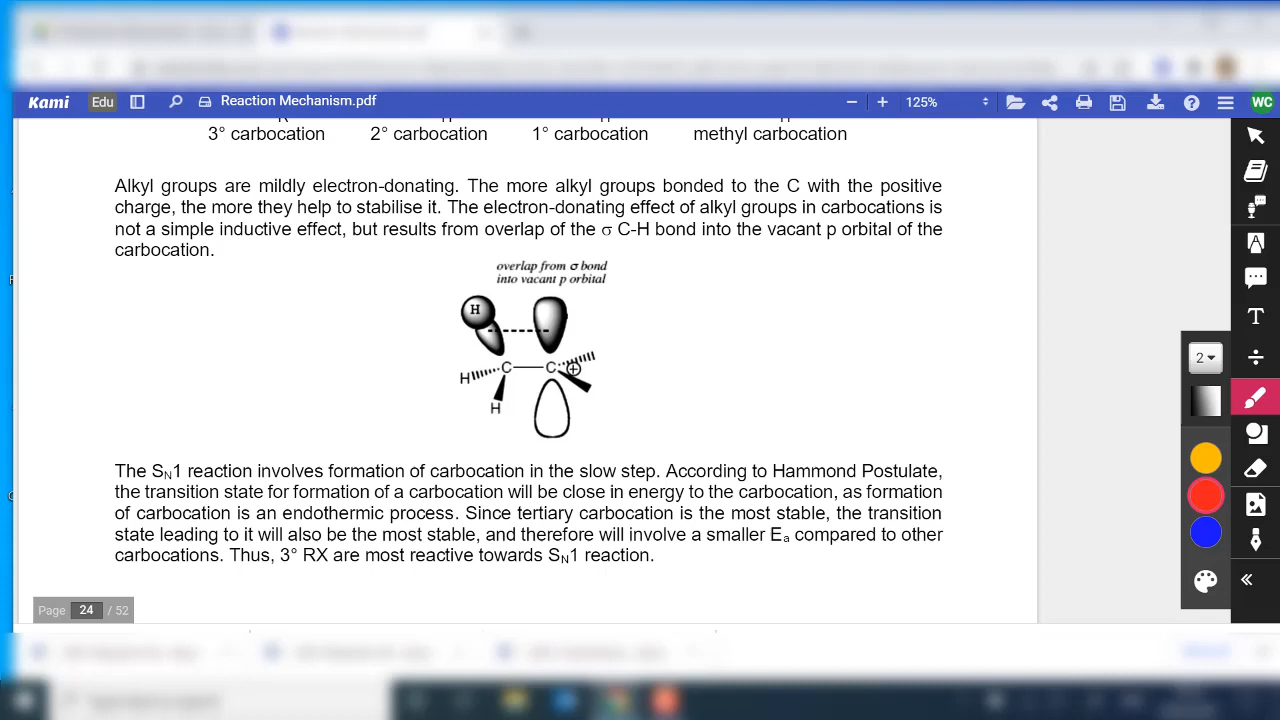 Kami Edu Reaction Mechanism.pdf 125% WC
3° carbocation 2° carbocation 1° carbocation methyl carbocation
Alkyl groups are mildly electron-donating. The more alkyl groups bonded to the C with the positive
charge, the more they help to stabilise it. The electron-donating effect of alkyl groups in carbocations is
not a simple inductive effect, but results from overlap of the σ C-H bond into the vacant p orbital of the
carbocation.
overlap from σ bond
into vacant p orbital
H
H C C ⊕
H
The SN1 reaction involves formation of carbocation in the slow step. According to Hammond Postulate,
the transition state for formation of a carbocation will be close in energy to the carbocation, as formation
of carbocation is an endothermic process. Since tertiary carbocation is the most stable, the transition
state leading to it will also be the most stable, and therefore will involve a smaller Ea compared to other
carbocations. Thus, 3° RX are most reactive towards SN1 reaction.
Page 24 / 52
2